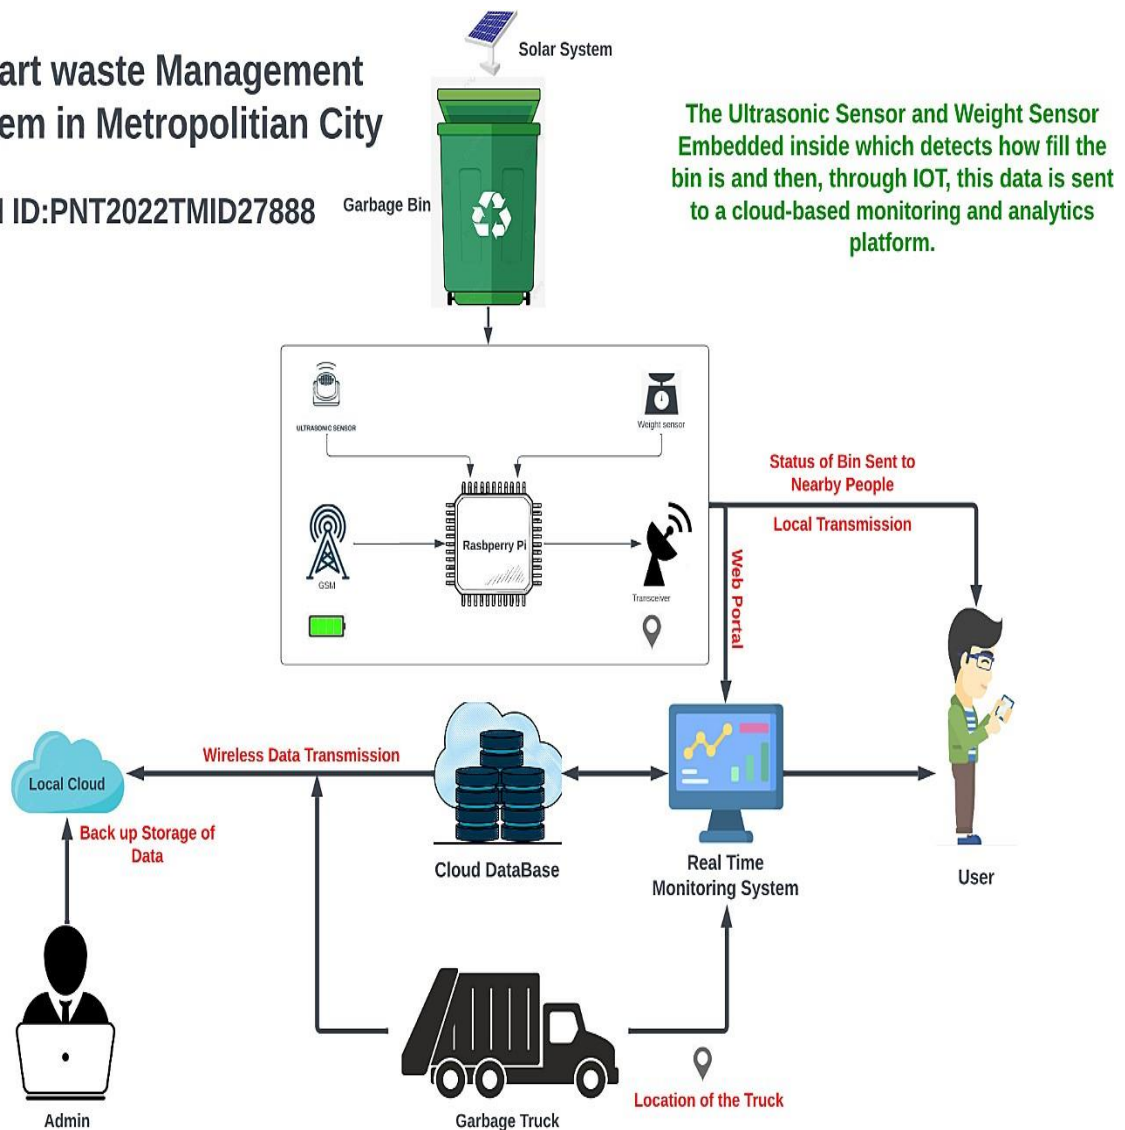 Solar System
art waste Management
em in Metropolitian City
ID:PNT2022TMID27888
Garbage Bin
The Ultrasonic Sensor and Weight Sensor
Embedded inside which detects how fill the
bin is and then, through IOT, this data is sent
to a cloud-based monitoring and analytics
platform.
ULTRASONIC SENSOR
Weight sensor
GSM
Rasbperry Pi
Transceiver
Status of Bin Sent to
Nearby People
Local Transmission
Web Portal
Local Cloud
Wireless Data Transmission
Back up Storage of
Data
Cloud DataBase
Real Time
Monitoring System
User
Admin
Garbage Truck
Location of the Truck